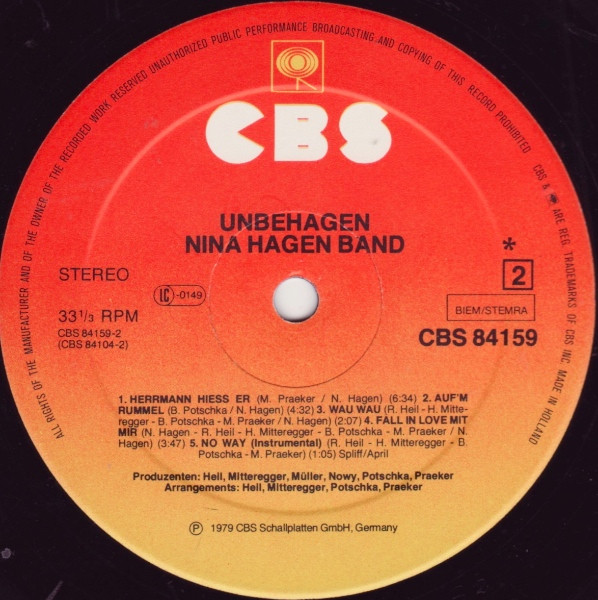 ALL RIGHTS OF THE MANUFACTURER AND OF THE OWNER OF THE RECORDED WORK RESERVED. UNAUTHORIZED PUBLIC PERFORMANCE BROADCASTING AND COPYING OF THIS RECORD PROHIBITED
CBS & ARE REG. TRADEMARKS OF CBS INC. MADE IN HOLLAND
CBS
UNBEHAGEN
NINA HAGEN BAND
STEREO
LC-0149
*
2
33 1/3 RPM
CBS 84159-2
(CBS 84104-2)
BIEM/STEMRA
CBS 84159
1. HERRMANN HIESS ER (M. Praeker / N. Hagen) (6:34) 2. AUF'M
RUMMEL (B. Potschka / N. Hagen) (4:32) 3. WAU WAU (R. Heil - H. Mitte-
regger - B. Potschka - M. Praeker / N. Hagen) (2:07) 4. FALL IN LOVE MIT
MIR (N. Hagen - R. Heil - H. Mitteregger - B. Potschka - M. Praeker / N.
Hagen) (3:47) 5. NO WAY (Instrumental) (R. Heil - H. Mitteregger - B.
Potschka - M. Praeker) (1:05) Spliff/April
Produzenten: Heil, Mitteregger, Müller, Nowy, Potschka, Praeker
Arrangements: Heil, Mitteregger, Potschka, Praeker
Ⓟ 1979 CBS Schallplatten GmbH, Germany